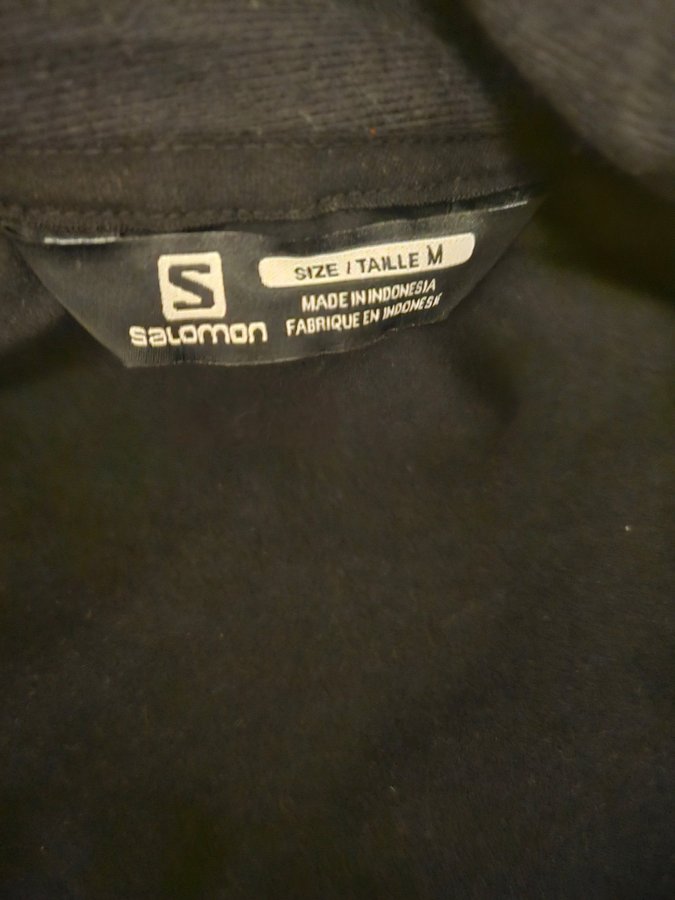 S
SALOMON
SIZE / TAILLE M
MADE IN INDONESIA
FABRIQUE EN INDONESIE